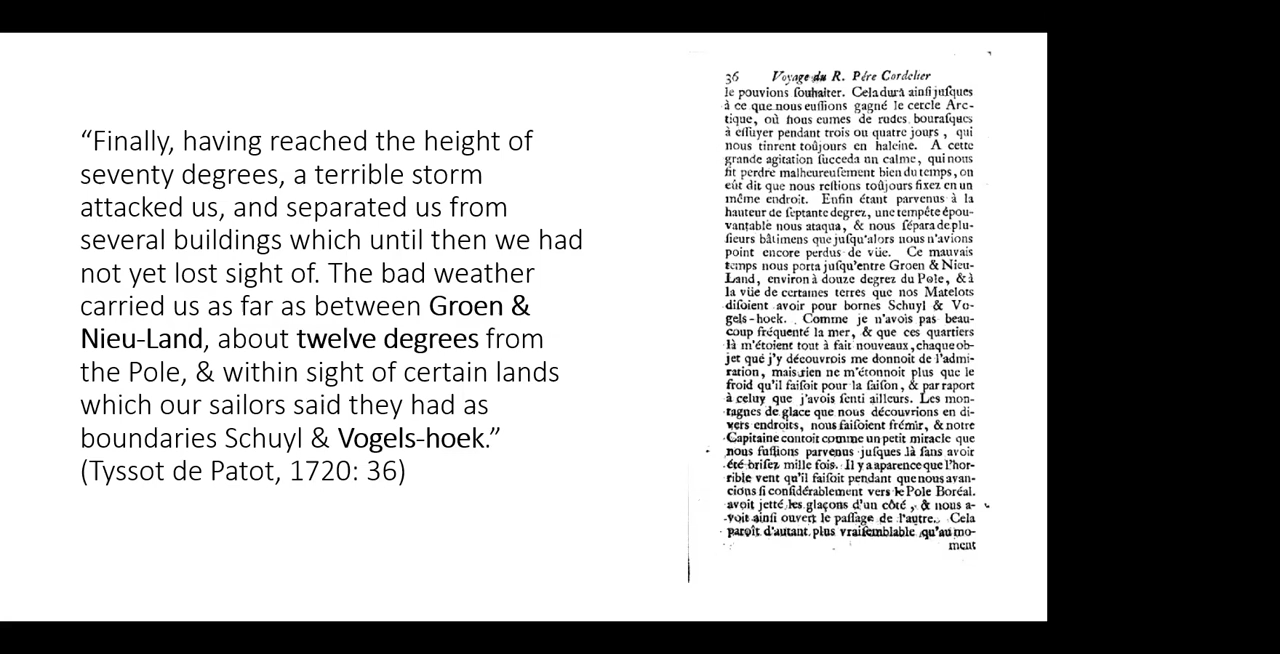 “Finally, having reached the height of
seventy degrees, a terrible storm
attacked us, and separated us from
several buildings which until then we had
not yet lost sight of. The bad weather
carried us as far as between Groen &
Nieu-Land, about twelve degrees from
the Pole, & within sight of certain lands
which our sailors said they had as
boundaries Schuyl & Vogels-hoek.”
(Tyssot de Patot, 1720: 36)
36 Voyage du R. Pére Cordelier
le pouvions ſouhaiter. Cela dura ainſi juſques
à ce que nous euſſions gagné le cercle Arc-
tique, où nous eumes de rudes bouraſques
à eſſuyer pendant trois ou quatre jours, qui
nous tinrent toûjours en haleine. A cette
grande agitation ſucceda un calme, qui nous
fit perdre malheureuſement bien du temps, on
eût dit que nous reſtions toûjours fixez en un
même endroit. Enfin étant parvenus à la
hauteur de ſeptante degrez, une tempête épou-
vantable nous ataqua, & nous ſépara de plu-
ſieurs bâtimens que juſqu'alors nous n'avions
point encore perdus de vüe. Ce mauvais
temps nous porta juſqu'entre Groen & Nieu-
Land, environ à douze degrez du Pole, & à
la vüe de certaines terres que nos Matelots
diſoient avoir pour bornes Schuyl & Vo-
gels-hoek. Comme je n'avois pas beau-
coup fréquenté la mer, & que ces quartiers
là m'étoient tout à fait nouveaux, chaque ob-
jet que j'y découvrois me donnoit de l'admi-
ration, mais rien ne m'étonnoit plus que le
froid qu'il faiſoit pour la ſaiſon, & par raport
à celuy que j'avois ſenti ailleurs. Les mon-
tagnes de glace que nous découvrions en di-
vers endroits, nous faiſoient frémir, & notre
Capitaine contoit comme un petit miracle que
nous fuſſions parvenus juſques là ſans avoir
été briſez mille fois. Il y a aparence que l'hor-
rible vent qu'il faiſoit pendant que nous avan-
cions ſi conſidérablement vers le Pole Boréal.
avoit jetté les glaçons d'un côté, & nous a-
voit ainſi ouvert le paſſage de l'autre. Cela
paroît d'autant plus vraiſemblable qu'au mo-
ment